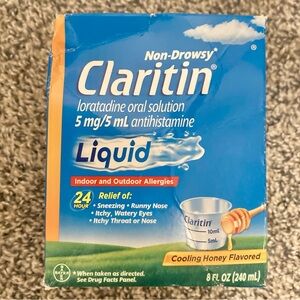 Non-Drowsy*
Claritin®
loratadine oral solution
5 mg/5 mL antihistamine
Liquid
Indoor and Outdoor Allergies
24 HOUR
Relief of:
• Sneezing • Runny Nose
• Itchy, Watery Eyes
• Itchy Throat or Nose
Claritin
10mL
5mL
Cooling Honey Flavored
BAYER
*When taken as directed.
See Drug Facts Panel.
8 FL OZ (240 mL)